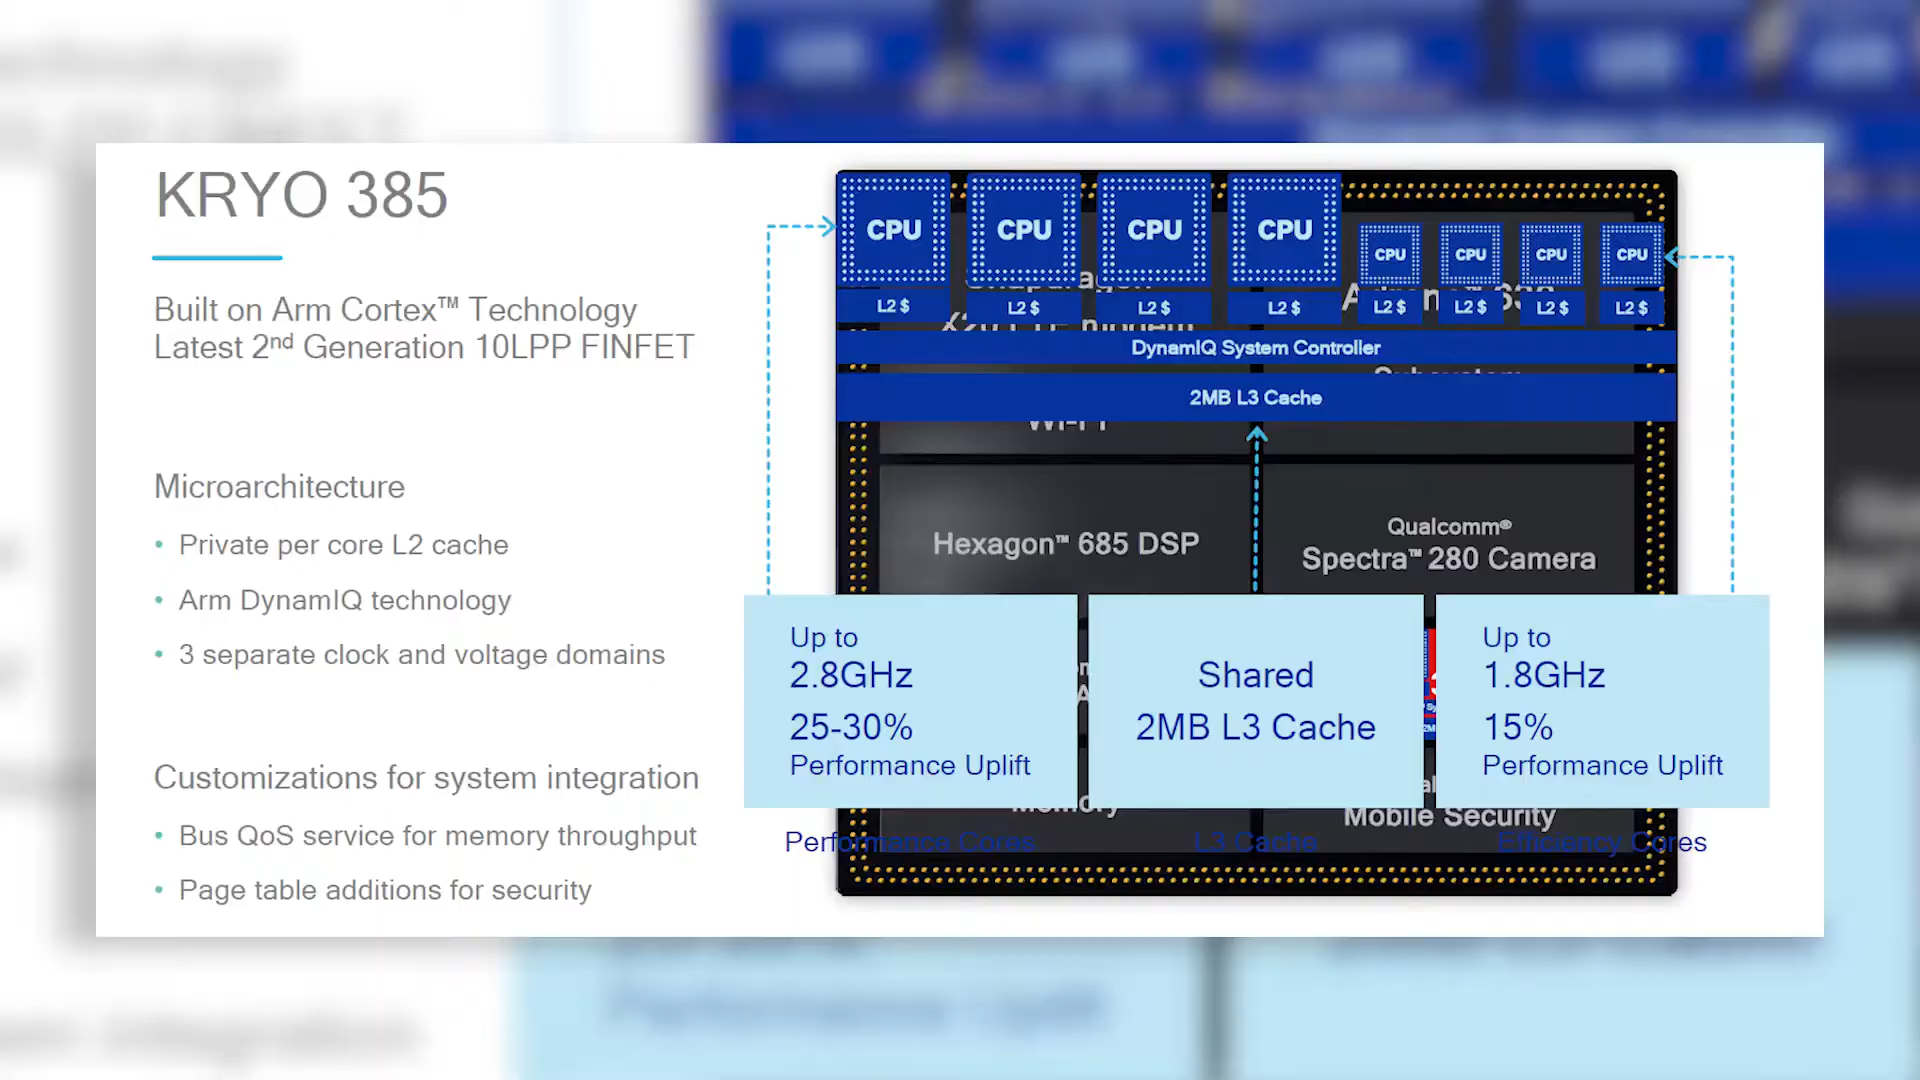 KRYO 385
Built on Arm Cortex™ Technology
Latest 2nd Generation 10LPP FINFET
Microarchitecture
• Private per core L2 cache
• Arm DynamIQ technology
• 3 separate clock and voltage domains
Customizations for system integration
• Bus QoS service for memory throughput
• Page table additions for security
CPU CPU CPU CPU CPU CPU CPU CPU
L2 $ L2 $ L2 $ L2 $ L2 $ L2 $ L2 $ L2 $
DynamIQ System Controller
2MB L3 Cache
Hexagon™ 685 DSP
Qualcomm®
Spectra™ 280 Camera
Up to
2.8GHz
25-30%
Performance Uplift
Shared
2MB L3 Cache
Up to
1.8GHz
15%
Performance Uplift
Memory
Mobile Security
Performance Cores
L3 Cache
Efficiency Cores